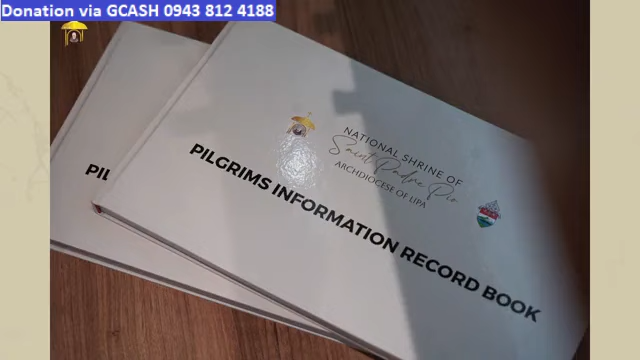 Donation via GCASH 0943 812 4188
NATIONAL SHRINE OF
Saint Padre Pio
ARCHDIOCESE OF LIPA
PILGRIMS INFORMATION RECORD BOOK
PIL